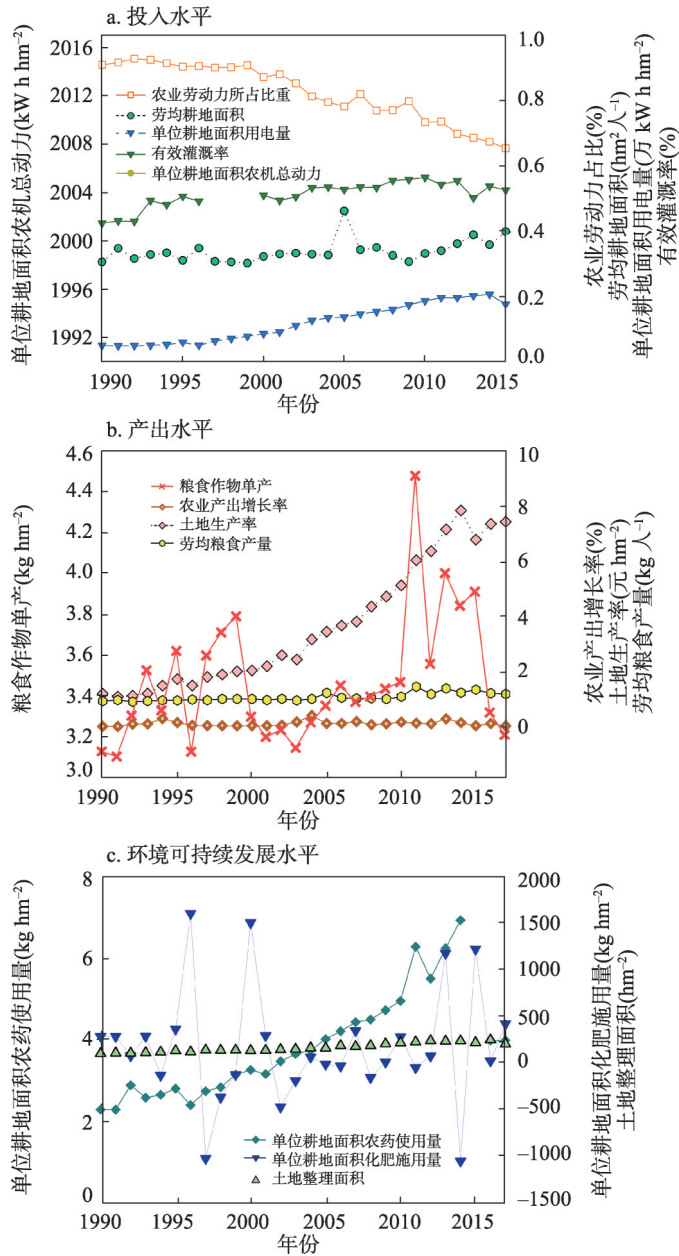 a. 投入水平
单位耕地面积农机总动力(kW h hm⁻²)
2016
2012
2008
2004
2000
1996
1992
农业劳动力所占比重
劳均耕地面积
单位耕地面积用电量
有效灌溉率
单位耕地面积农机总动力
1.0
0.8
0.6
0.4
0.2
0.0
农业劳动力占比(%)
劳均耕地面积(hm² 人⁻¹)
单位耕地面积用电量(万 kW h hm⁻²)
有效灌溉率(%)
1990 1995 2000 2005 2010 2015
年份
b. 产出水平
粮食作物单产(kg hm⁻²)
4.6
4.4
4.2
4.0
3.8
3.6
3.4
3.2
3.0
粮食作物单产
农业产出增长率
土地生产率
劳均粮食产量
10
8
6
4
2
0
农业产出增长率(%)
土地生产率(元 hm⁻²)
劳均粮食产量(kg 人⁻¹)
1990 1995 2000 2005 2010 2015
年份
c. 环境可持续发展水平
单位耕地面积农药使用量(kg hm⁻²)
8
6
4
2
0
单位耕地面积农药使用量
单位耕地面积化肥施用量
土地整理面积
2000
1500
1000
500
0
−500
−1000
−1500
单位耕地面积化肥施用量(kg hm⁻²)
土地整理面积(hm⁻²)
1990 1995 2000 2005 2010 2015
年份